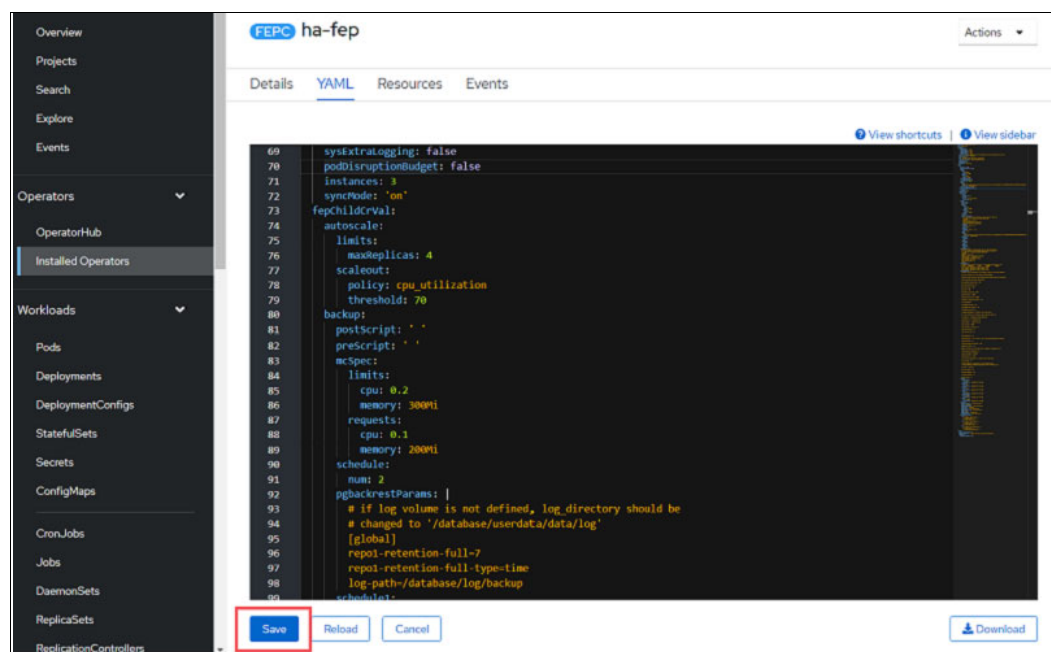 Overview
Projects
Search
Explore
Events
Operators
OperatorHub
Installed Operators
Workloads
Pods
Deployments
DeploymentConfigs
StatefulSets
Secrets
ConfigMaps
CronJobs
Jobs
DaemonSets
ReplicaSets
ReplicationControllers
FEPC ha-fep
Actions
Details YAML Resources Events
View shortcuts | View sidebar
69 sysExtraLogging: false
70 podDisruptionBudget: false
71 instances: 3
72 syncMode: 'on'
73 fepChildCrVal:
74 autoscale:
75 limits:
76 maxReplicas: 4
77 scaleout:
78 policy: cpu_utilization
79 threshold: 70
80 backup:
81 postScript: ' '
82 preScript: ' '
83 mcSpec:
84 limits:
85 cpu: 0.2
86 memory: 300Mi
87 requests:
88 cpu: 0.1
89 memory: 200Mi
90 schedule:
91 num: 2
92 pgbackrestParams: |
93 # if log volume is not defined, log_directory should be
94 # changed to '/database/userdata/data/log'
95 [global]
96 repo1-retention-full=7
97 repo1-retention-full-type=time
98 log-path=/database/log/backup
99 schedule1:
Save Reload Cancel Download